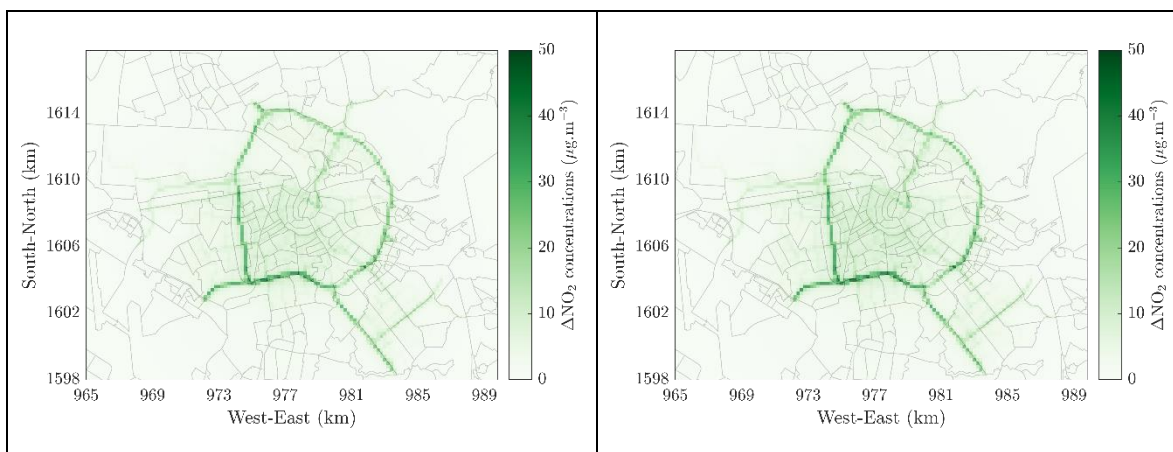 50
40
30
20
10
0
ΔNO₂ concentrations (μg.m⁻³)
1614
1610
1606
1602
1598
South-North (km)
965 969 973 977 981 985 989
West-East (km)
50
40
30
20
10
0
ΔNO₂ concentrations (μg.m⁻³)
1614
1610
1606
1602
1598
South-North (km)
965 969 973 977 981 985 989
West-East (km)